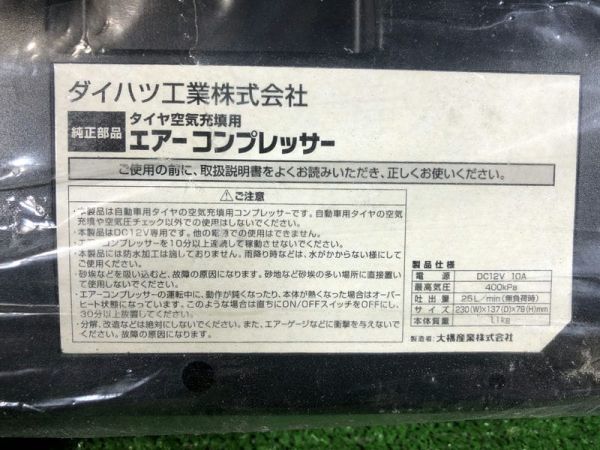 ダイハツ工業株式会社
純正部品
タイヤ空気充填用
エアーコンプレッサー
ご使用の前に、取扱説明書をよくお読みいただき、正しくお使いください。
⚠ご注意
・本製品は自動車用タイヤの空気充填用コンプレッサーです。自動車用タイヤの空気
充填や空気圧チェック以外での使用はしないでください。
・本製品はDC12V専用です。他の電源での使用はできません。
・エアーコンプレッサーを10分以上連続して稼動させないでください。
・本製品には防水加工は施しておりません。雨降り時などは、水がかからない様にして
ご使用ください。
・砂埃などを吸い込むと、故障の原因になります。砂地など砂埃の多い場所に直接置い
て使用しないでください。
・エアーコンプレッサーの運転中に、動作が鈍くなったり、本体が熱くなった場合はオーバー
ヒート状態になっています。このような場合は直ちにON/OFFスイッチをOFFにし、
30分以上放置してください。
・分解、改造などは絶対にしないでください。また、エアーゲージなどに衝撃を与えないで
ください。故障の原因になります。
製品仕様
電源 DC12V 10A
最高気圧 400kPa
吐出量 25L/min(無負荷時)
サイズ 230(W)×137(D)×79(H)mm
本体質量 1.1kg
製造者:大橋産業株式会社